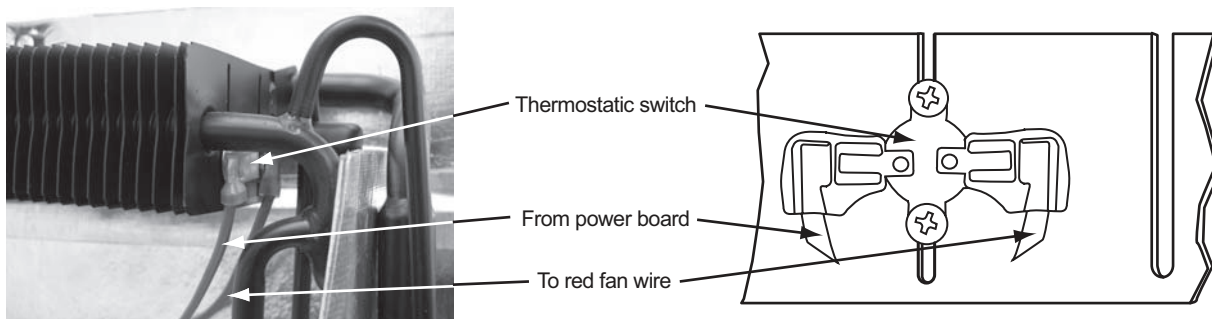 Thermostatic switch
From power board
To red fan wire